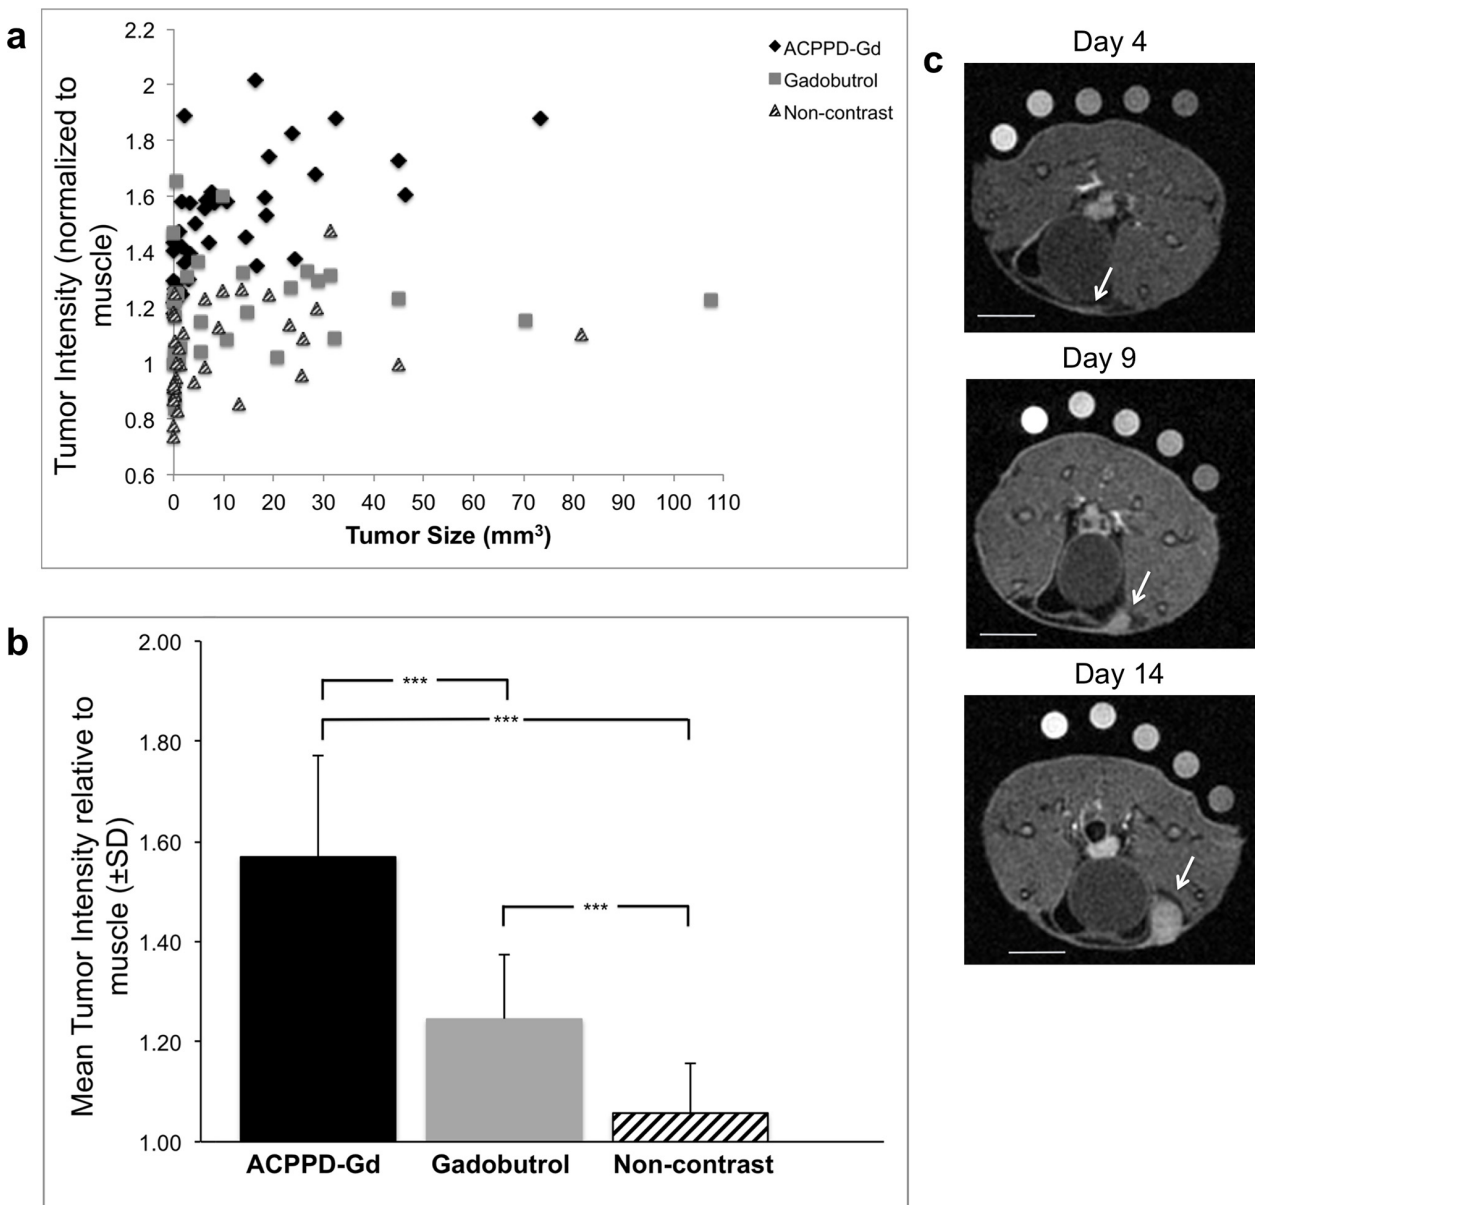 a
2.2
2
1.8
1.6
1.4
1.2
1
0.8
0.6
0 10 20 30 40 50 60 70 80 90 100 110
Tumor Intensity (normalized to
muscle)
Tumor Size (mm³)
ACPPD-Gd
Gadobutrol
Non-contrast
b
2.00
1.80
1.60
1.40
1.20
1.00
Mean Tumor Intensity relative to
muscle (±SD)
***
***
***
ACPPD-Gd Gadobutrol Non-contrast
c
Day 4
Day 9
Day 14